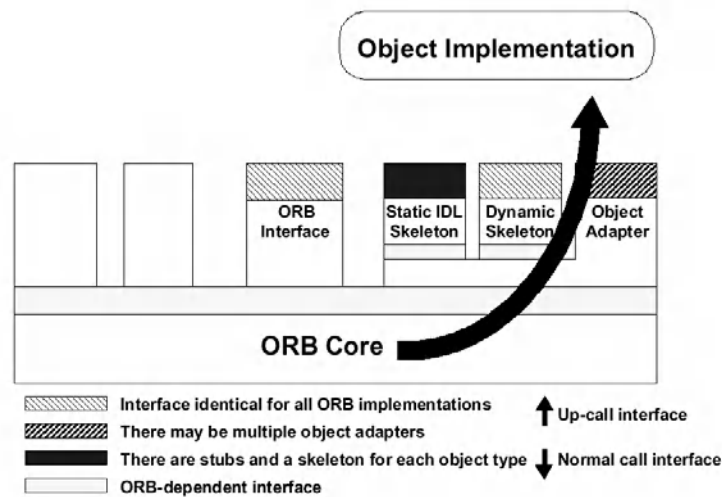 Object Implementation
ORB
Interface
Static IDL
Skeleton
Dynamic
Skeleton
Object
Adapter
ORB Core
Interface identical for all ORB implementations
There may be multiple object adapters
There are stubs and a skeleton for each object type
ORB-dependent interface
Up-call interface
Normal call interface